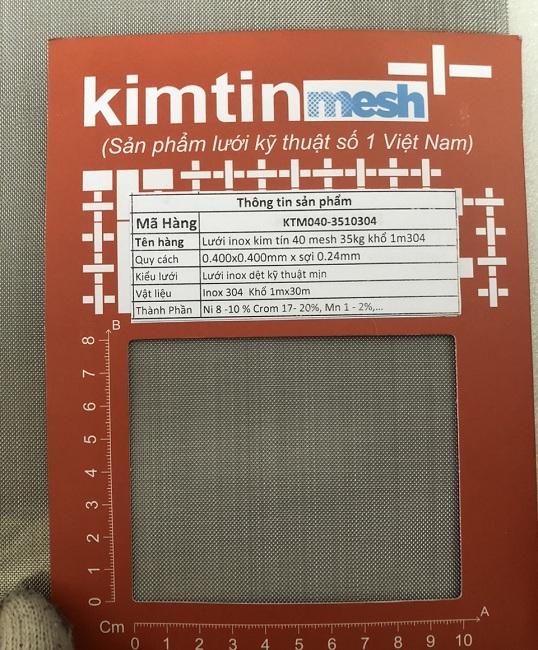 kimtin mesh
(Sản phẩm lưới kỹ thuật số 1 Việt Nam)
Thông tin sản phẩm
Mã Hàng KTM040-3510304
Tên hàng Lưới inox kim tín 40 mesh 35kg khổ 1m304
Quy cách 0.400x0.400mm x sợi 0.24mm
Kiểu lưới Lưới inox dệt kỹ thuật mịn
Vật liệu Inox 304 Khổ 1mx30m
Thành Phần Ni 8 -10 % Crom 17- 20%, Mn 1 - 2%,...
B
8
7
6
5
4
3
2
1
0
A
Cm 0 1 2 3 4 5 6 7 8 9 10